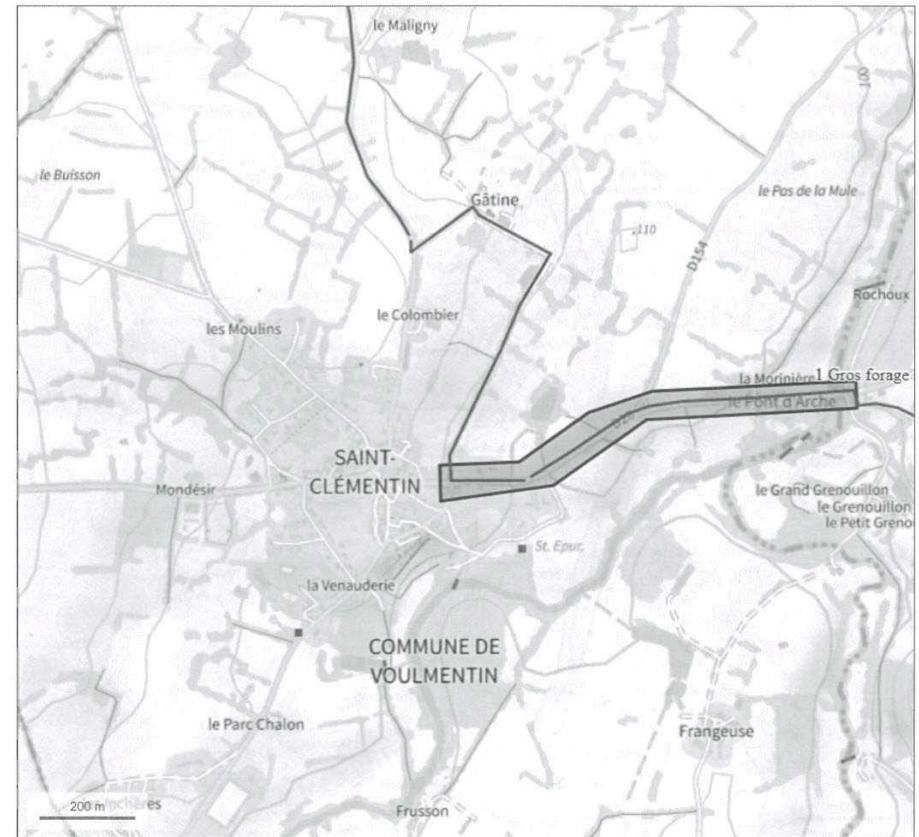 le Maligny
100
le Buisson
le Pas de la Mule
Gâtine
110
D154
Rochoux
le Colombier
les Moulins
la Morinière
1 Gros forage
le Pont d'Arche
SAINT-
CLÉMENTIN
Mondésir
le Grand Grenouillon
le Grenouillon
le Petit Greno
St. Epur.
la Venauderie
COMMUNE DE
VOULMENTIN
le Parc Chalon
Frangeuse
200 m
chères
Frusson